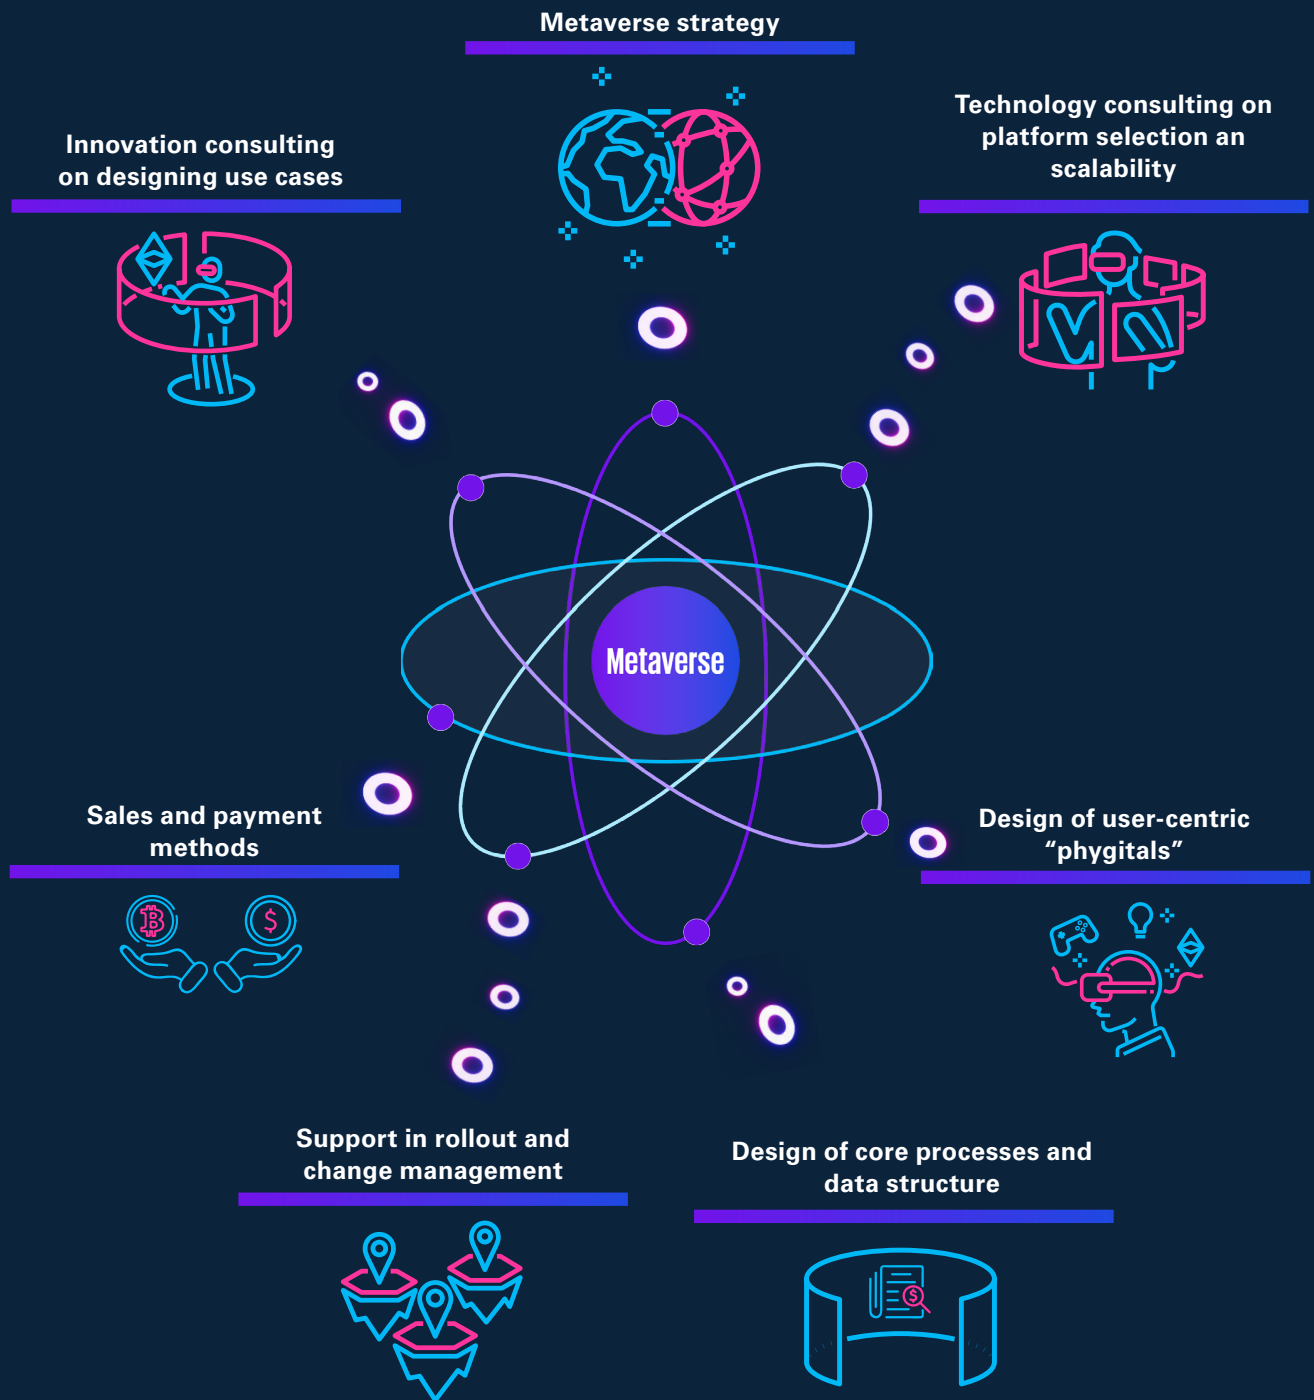 Metaverse strategy
Technology consulting on
platform selection an
scalability
Innovation consulting
on designing use cases
Metaverse
Sales and payment
methods
Design of user-centric
“phygitals”
Support in rollout and
change management
Design of core processes and
data structure